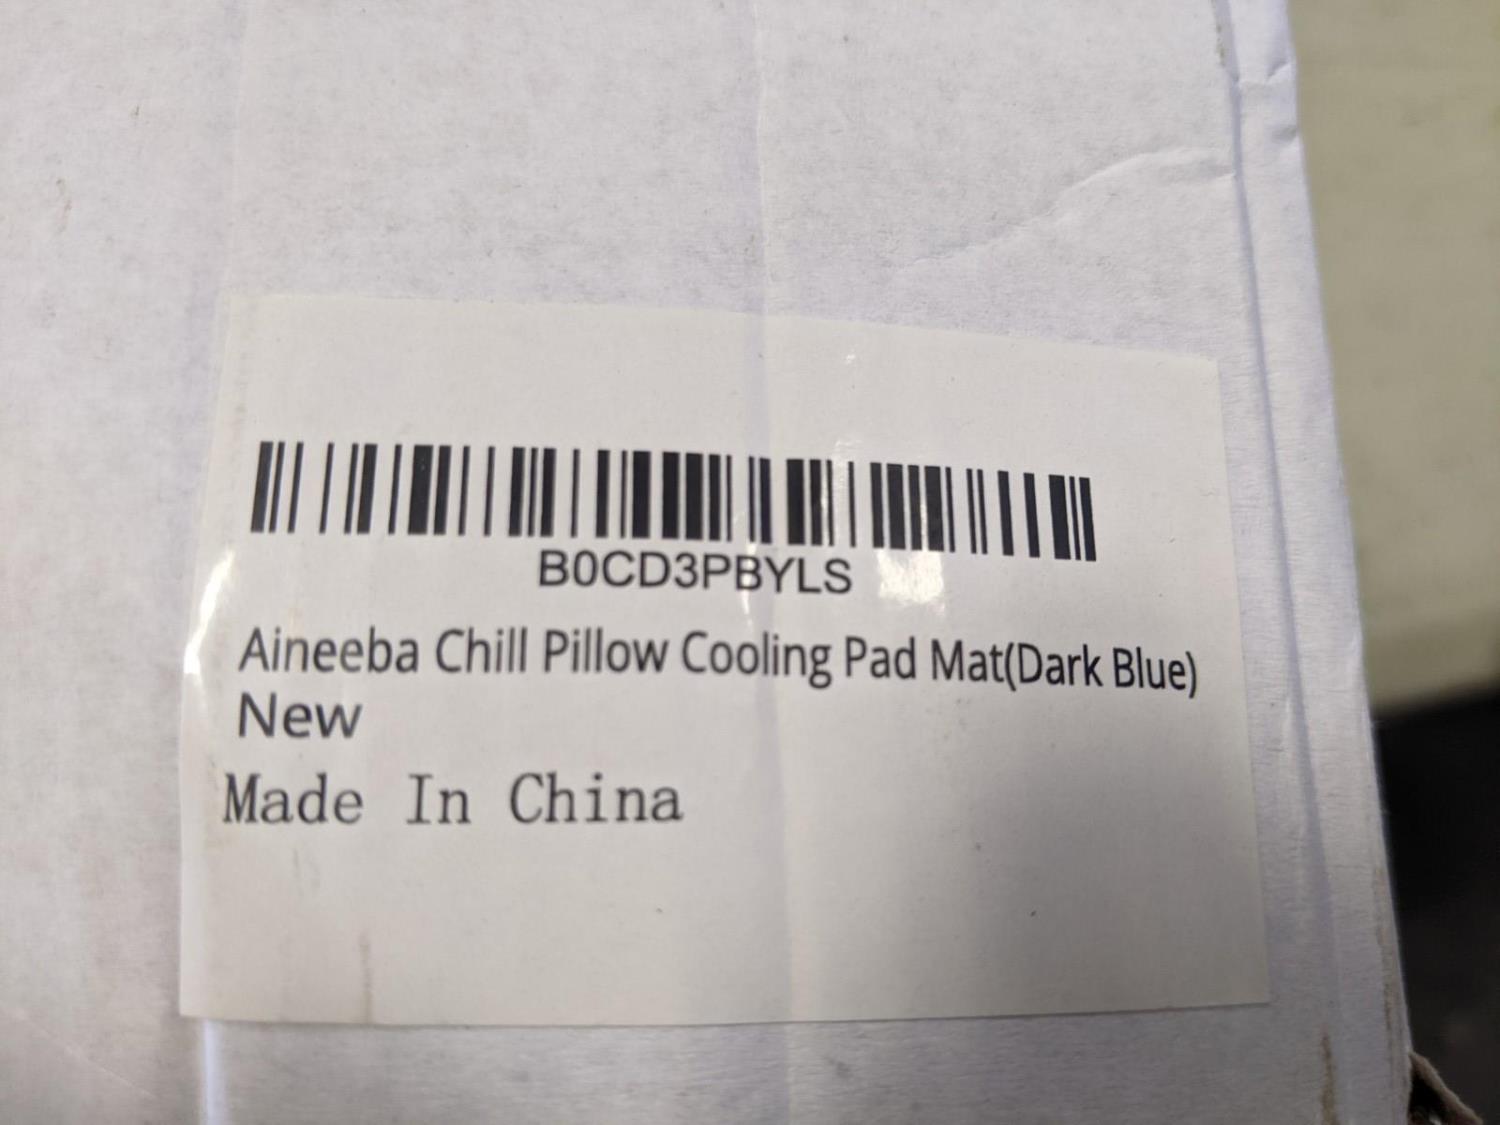 B0CD3PBYLS
Aineeba Chill Pillow Cooling Pad Mat(Dark Blue)
New
Made In China